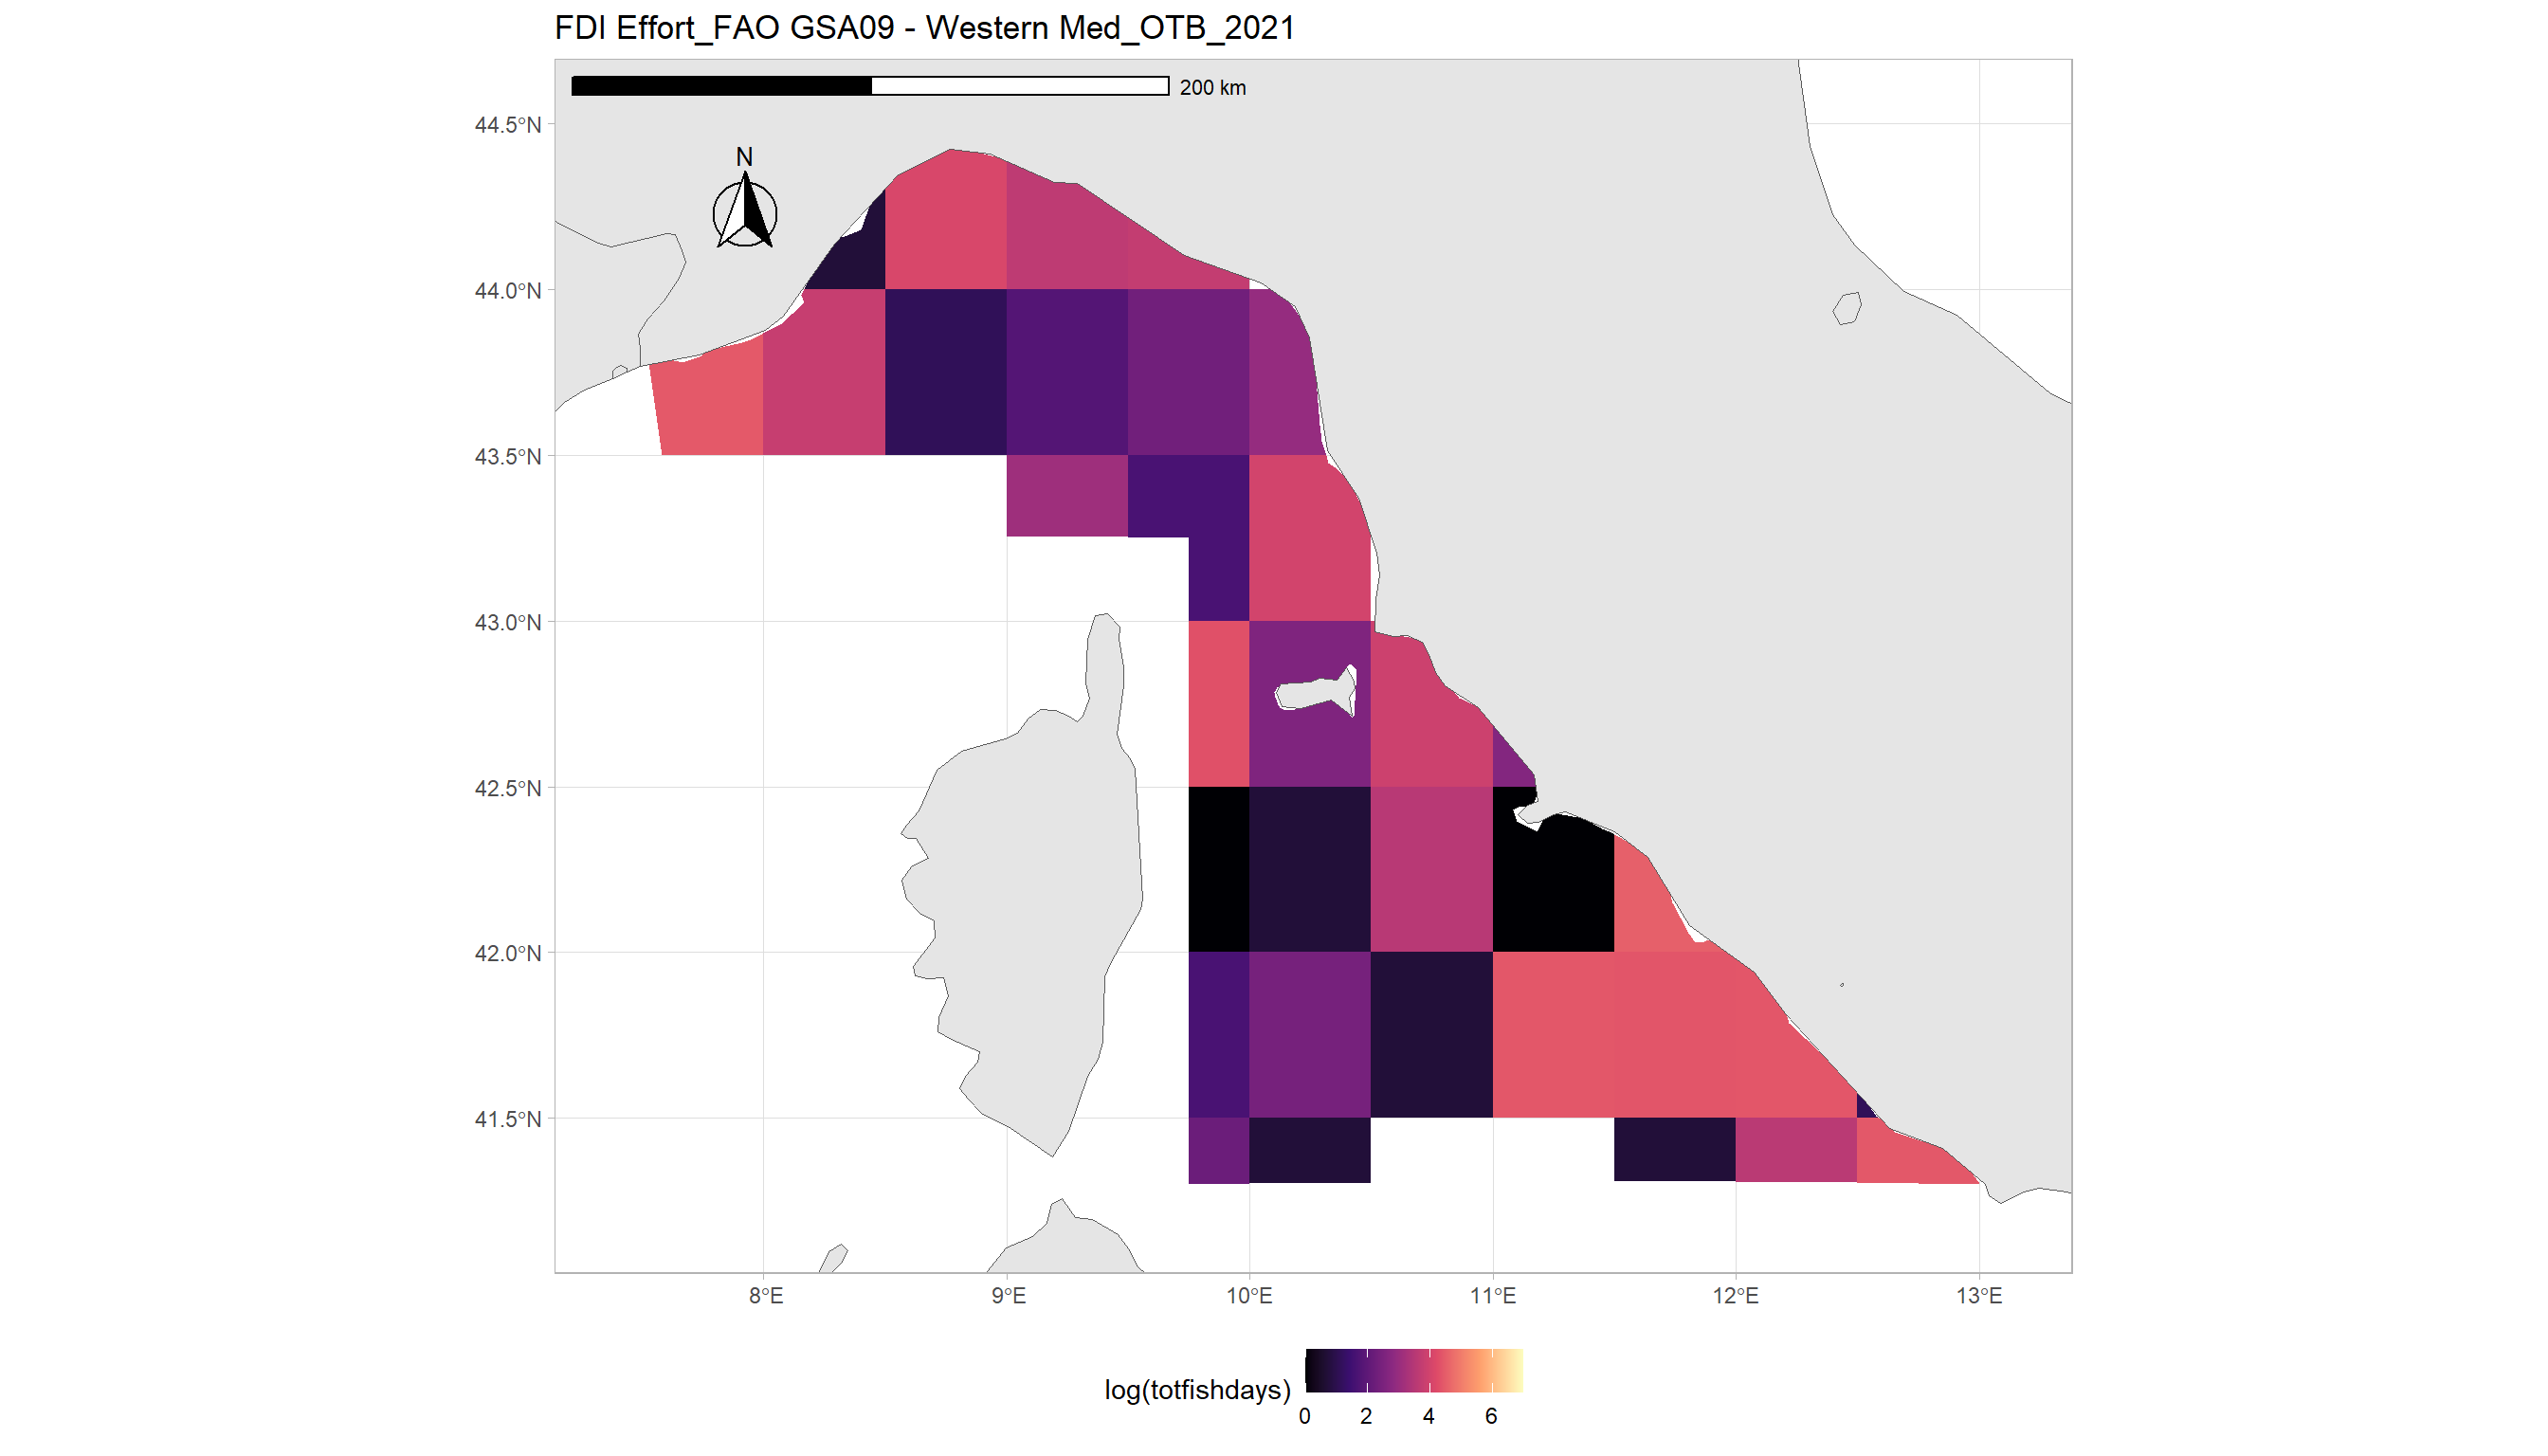 FDI Effort_FAO GSA09 - Western Med_OTB_2021
200 km
N
44.5°N
44.0°N
43.5°N
43.0°N
42.5°N
42.0°N
41.5°N
8°E 9°E 10°E 11°E 12°E 13°E
log(totfishdays)
0 2 4 6